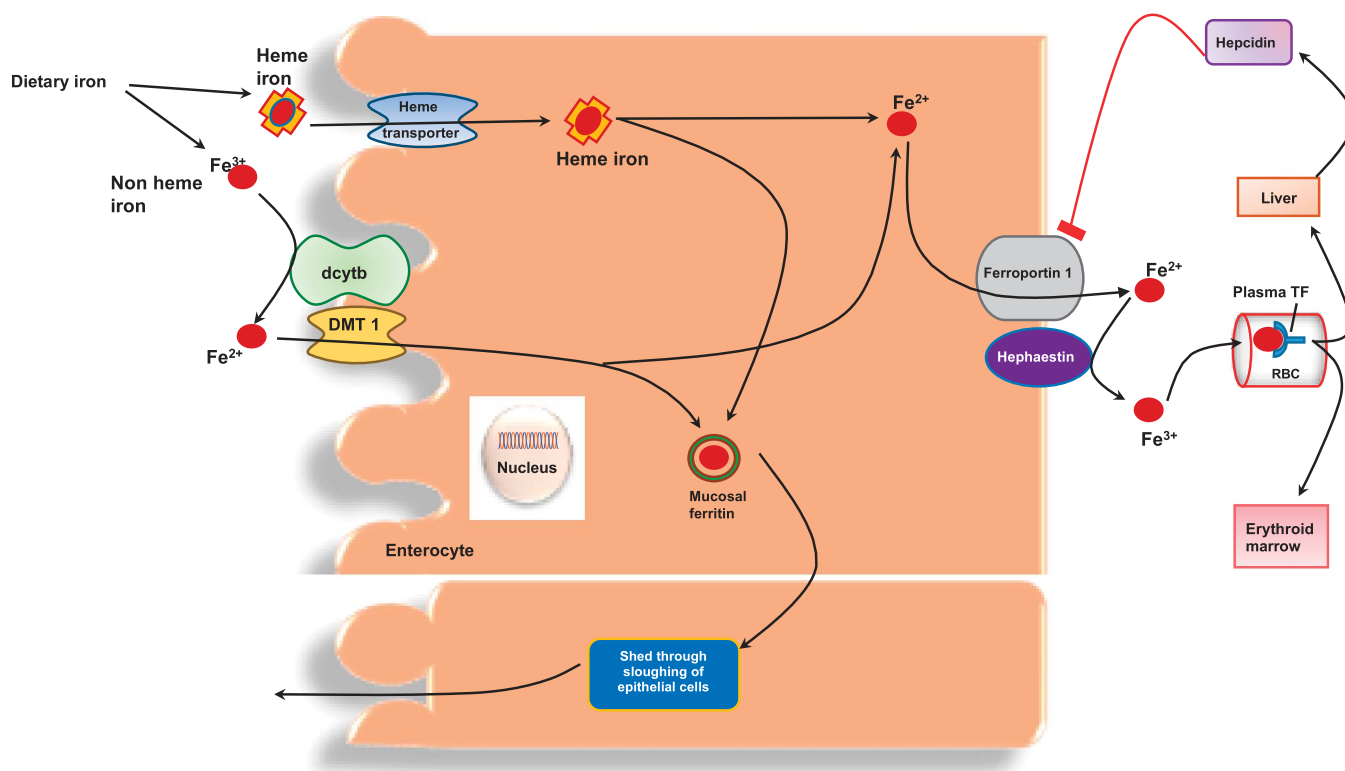 Dietary iron
Heme
iron
Heme
transporter
Heme iron
Fe2+
Hepcidin
Fe3+
Non heme
iron
Liver
dcytb
Ferroportin 1
Fe2+
Plasma TF
DMT 1
Fe2+
Hephaestin
RBC
Fe3+
Nucleus
Mucosal
ferritin
Enterocyte
Erythroid
marrow
Shed through
sloughing of
epithelial cells